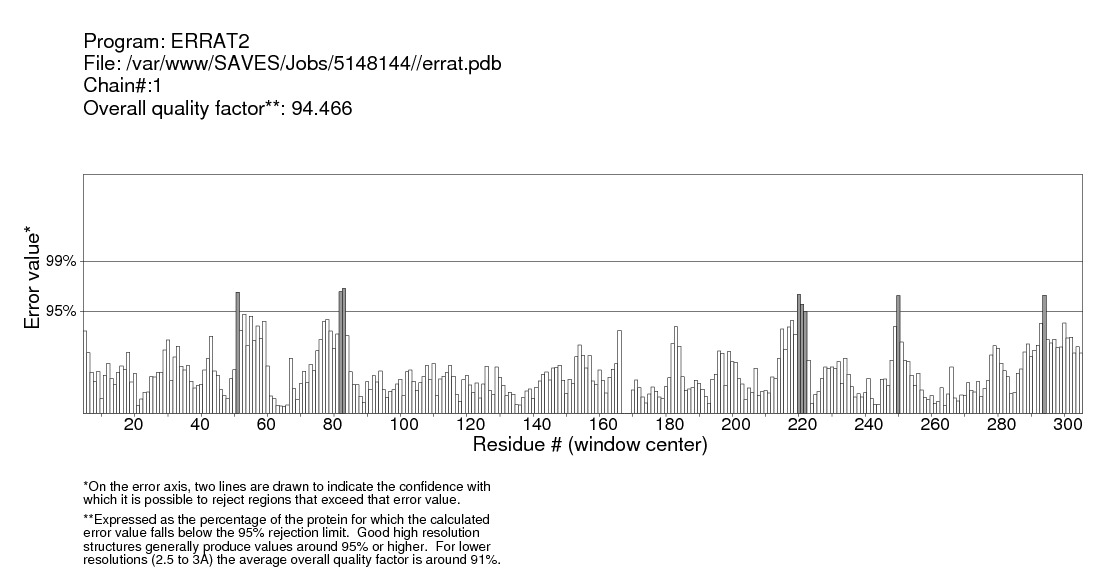 Program: ERRAT2
File: /var/www/SAVES/Jobs/5148144//errat.pdb
Chain#:1
Overall quality factor**: 94.466
Error value*
99%
95%
20 40 60 80 100 120 140 160 180 200 220 240 260 280 300
Residue # (window center)
*On the error axis, two lines are drawn to indicate the confidence with
which it is possible to reject regions that exceed that error value.
**Expressed as the percentage of the protein for which the calculated
error value falls below the 95% rejection limit.  Good high resolution
structures generally produce values around 95% or higher.  For lower
resolutions (2.5 to 3A) the average overall quality factor is around 91%.